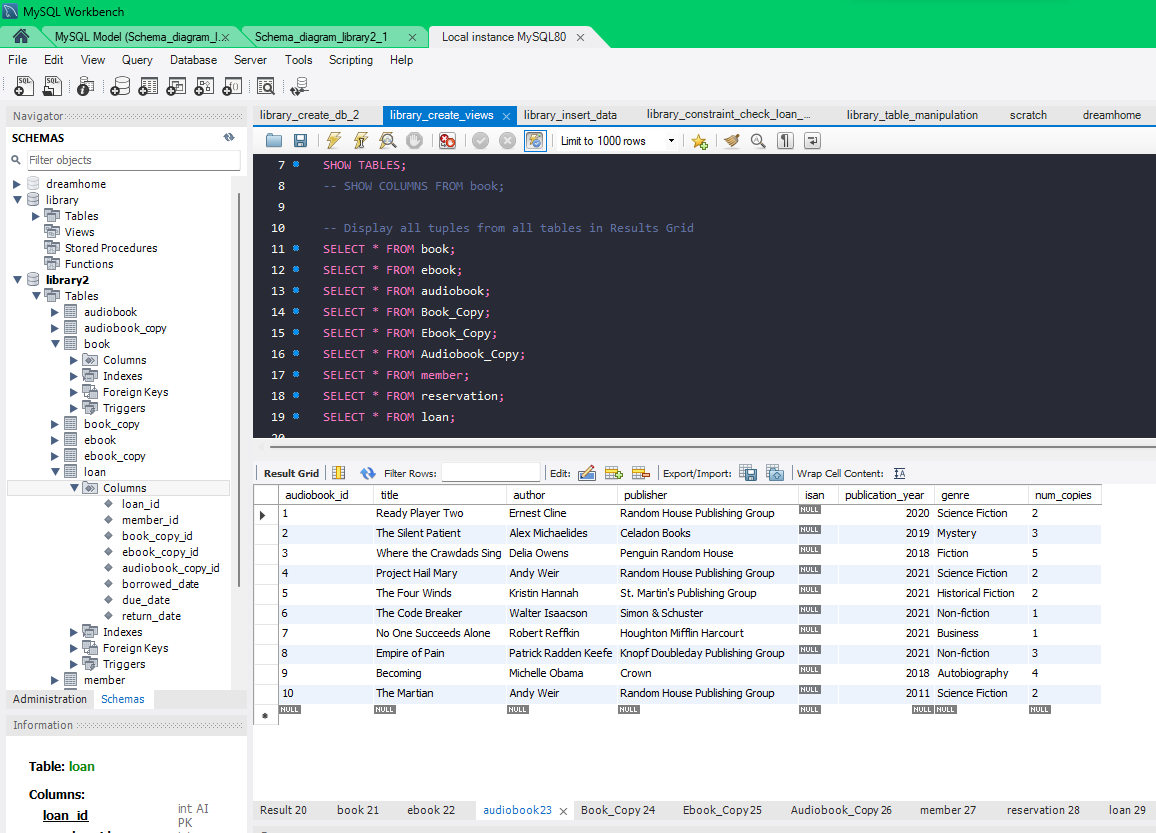 MySQL Workbench
MySQL Model (Schema_diagram_l.× Schema_diagram_library2_1 × Local instance MySQL80 ×
File Edit View Query Database Server Tools Scripting Help
Navigator
SCHEMAS
Filter objects
dreamhome
library
Tables
Views
Stored Procedures
Functions
library2
Tables
audiobook
audiobook_copy
book
Columns
Indexes
Foreign Keys
Triggers
book_copy
ebook
ebook_copy
loan
Columns
loan_id
member_id
book_copy_id
ebook_copy_id
audiobook_copy_id
borrowed_date
due_date
return_date
Indexes
Foreign Keys
Triggers
member
Administration Schemas
Information
Table: loan
Columns:
loan_id int AI
PK
library_create_db_2 library_create_views × library_insert_data library_constraint_check_loan_... library_table_manipulation scratch dreamhome
Limit to 1000 rows
7 SHOW TABLES;
8 -- SHOW COLUMNS FROM book;
9
10 -- Display all tuples from all tables in Results Grid
11 SELECT * FROM book;
12 SELECT * FROM ebook;
13 SELECT * FROM audiobook;
14 SELECT * FROM Book_Copy;
15 SELECT * FROM Ebook_Copy;
16 SELECT * FROM Audiobook_Copy;
17 SELECT * FROM member;
18 SELECT * FROM reservation;
19 SELECT * FROM loan;
20
Result Grid Filter Rows: Edit: Export/Import: Wrap Cell Content: IA
audiobook_id title author publisher isan publication_year genre num_copies
1 Ready Player Two Ernest Cline Random House Publishing Group NULL 2020 Science Fiction 2
2 The Silent Patient Alex Michaelides Celadon Books NULL 2019 Mystery 3
3 Where the Crawdads Sing Delia Owens Penguin Random House NULL 2018 Fiction 5
4 Project Hail Mary Andy Weir Random House Publishing Group NULL 2021 Science Fiction 2
5 The Four Winds Kristin Hannah St. Martin's Publishing Group NULL 2021 Historical Fiction 2
6 The Code Breaker Walter Isaacson Simon & Schuster NULL 2021 Non-fiction 1
7 No One Succeeds Alone Robert Reffkin Houghton Mifflin Harcourt NULL 2021 Business 1
8 Empire of Pain Patrick Radden Keefe Knopf Doubleday Publishing Group NULL 2021 Non-fiction 3
9 Becoming Michelle Obama Crown NULL 2018 Autobiography 4
10 The Martian Andy Weir Random House Publishing Group NULL 2011 Science Fiction 2
NULL NULL NULL NULL NULL NULL NULL NULL
Result 20 book 21 ebook 22 audiobook23 × Book_Copy 24 Ebook_Copy25 Audiobook_Copy 26 member 27 reservation 28 loan 29